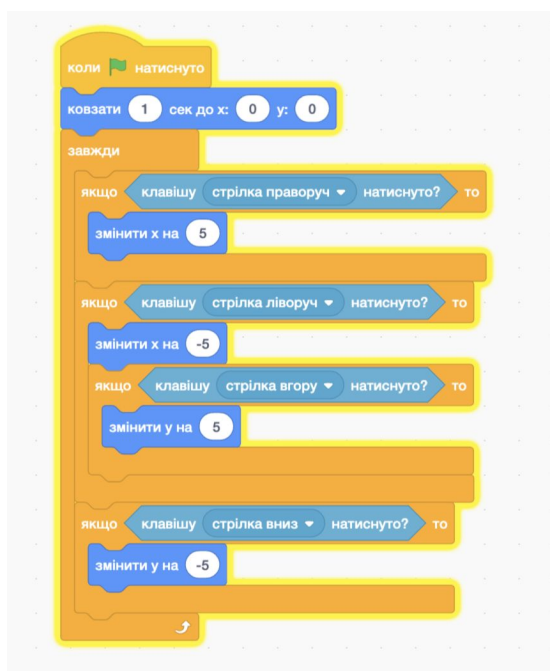 коли натиснуто
ковзати 1 сек до x: 0 y: 0
завжди
якщо клавішу стрілка праворуч натиснуто? то
змінити x на 5
якщо клавішу стрілка ліворуч натиснуто? то
змінити x на -5
якщо клавішу стрілка вгору натиснуто? то
змінити y на 5
якщо клавішу стрілка вниз натиснуто? то
змінити y на -5